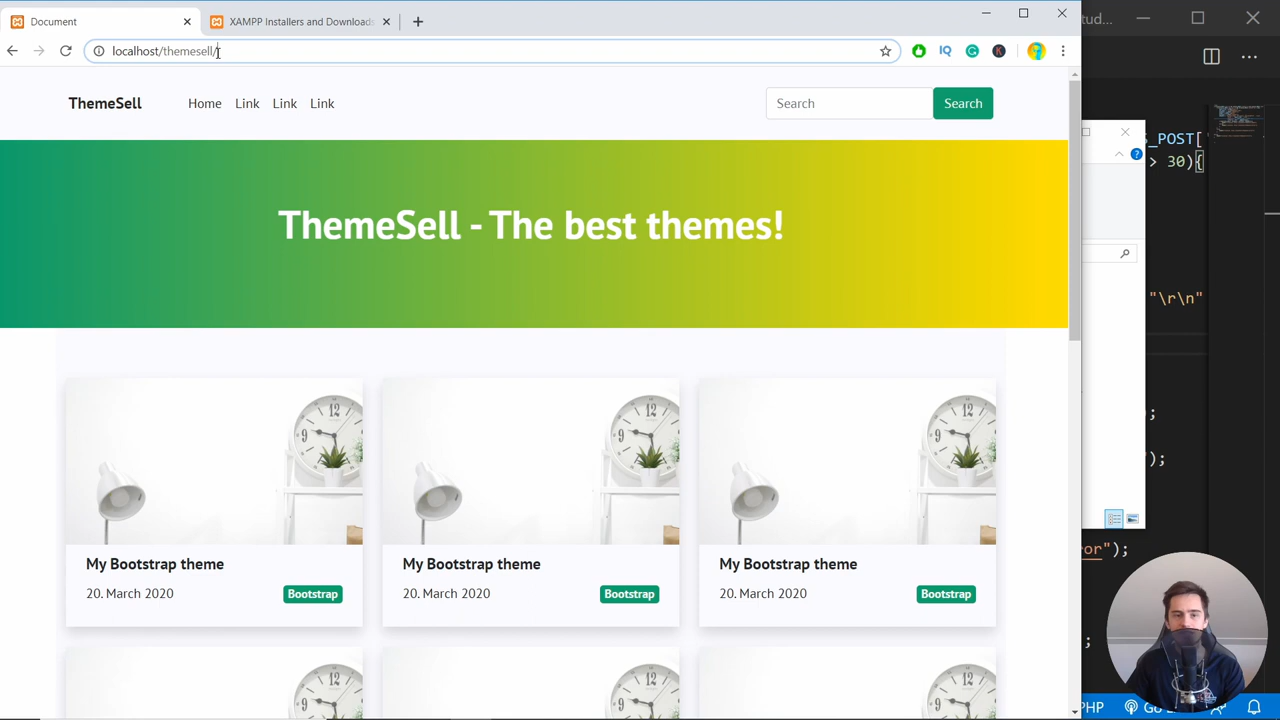 Document
XAMPP Installers and Downloads
localhost/themesell/
ThemeSell Home Link Link Link Search Search
ThemeSell - The best themes!
My Bootstrap theme
20. March 2020 Bootstrap
My Bootstrap theme
20. March 2020 Bootstrap
My Bootstrap theme
20. March 2020 Bootstrap
tud...
_POST[
> 30){
"\r\n"
;
");
or");
;
PHP